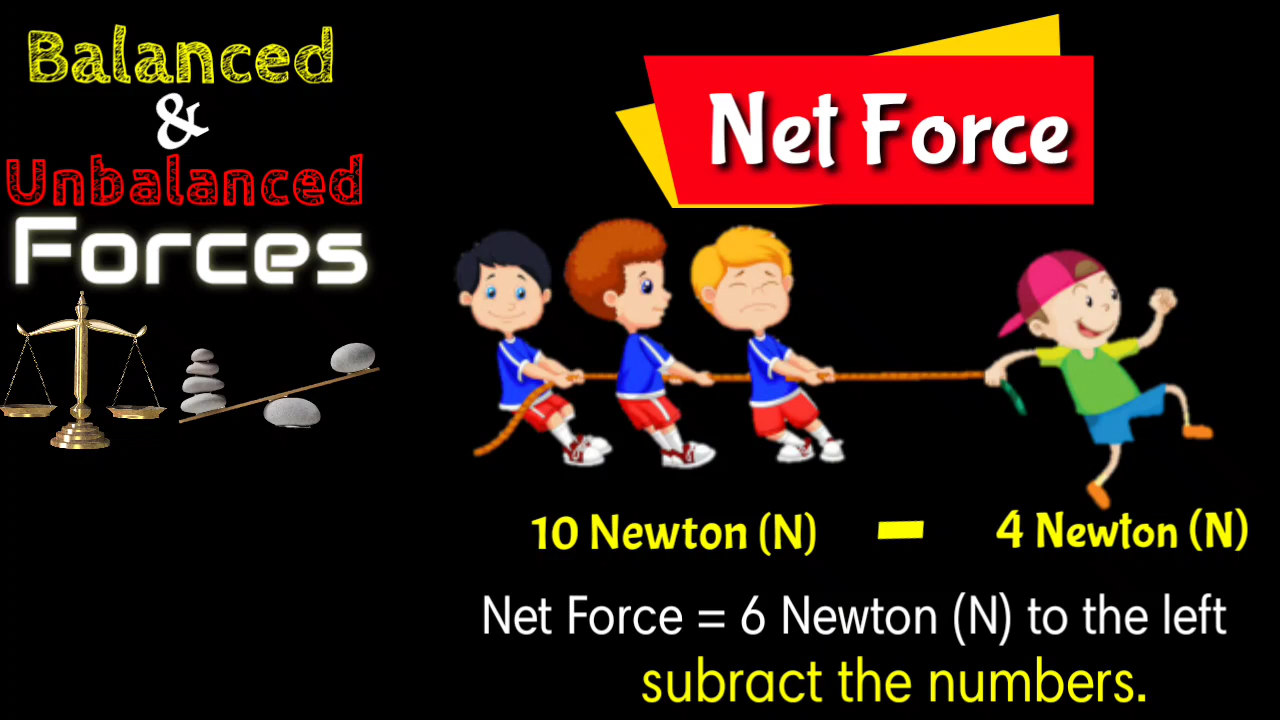 Balanced
&
Unbalanced
Forces
Net Force
10 Newton (N) - 4 Newton (N)
Net Force = 6 Newton (N) to the left
subract the numbers.